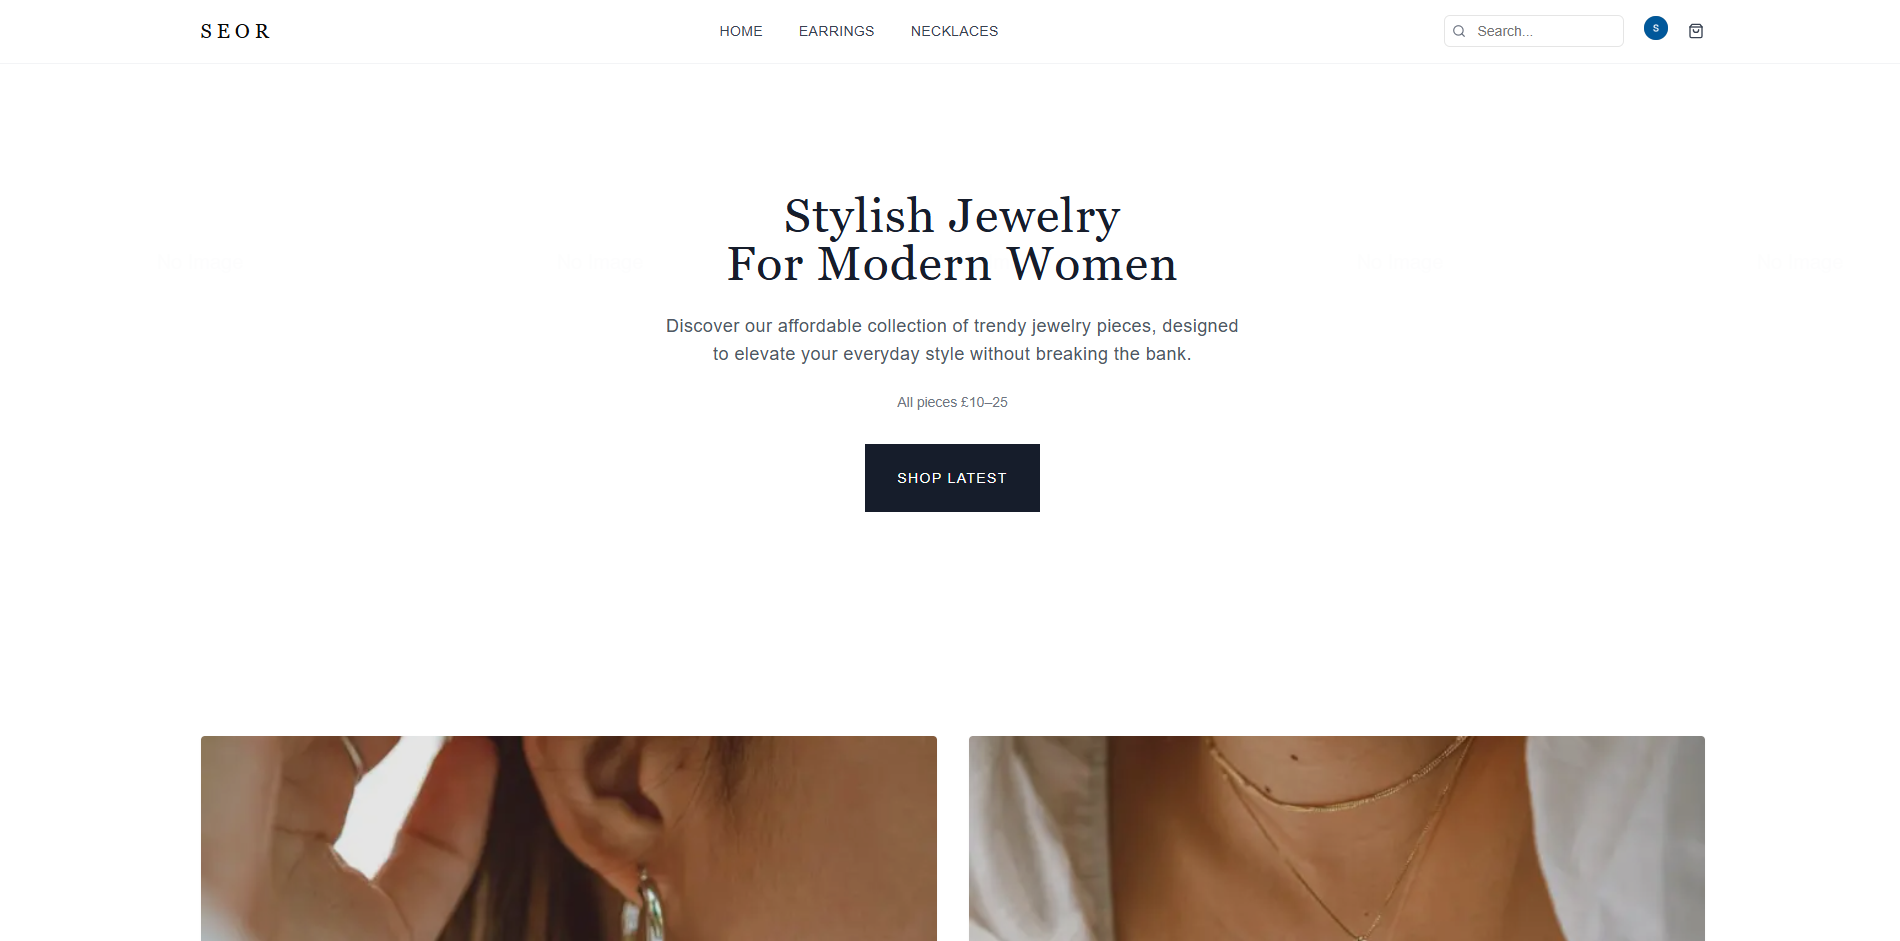 SEOR
HOME
EARRINGS
NECKLACES
Search...
S
Stylish Jewelry
For Modern Women
Discover our affordable collection of trendy jewelry pieces, designed
to elevate your everyday style without breaking the bank.
All pieces £10–25
SHOP LATEST